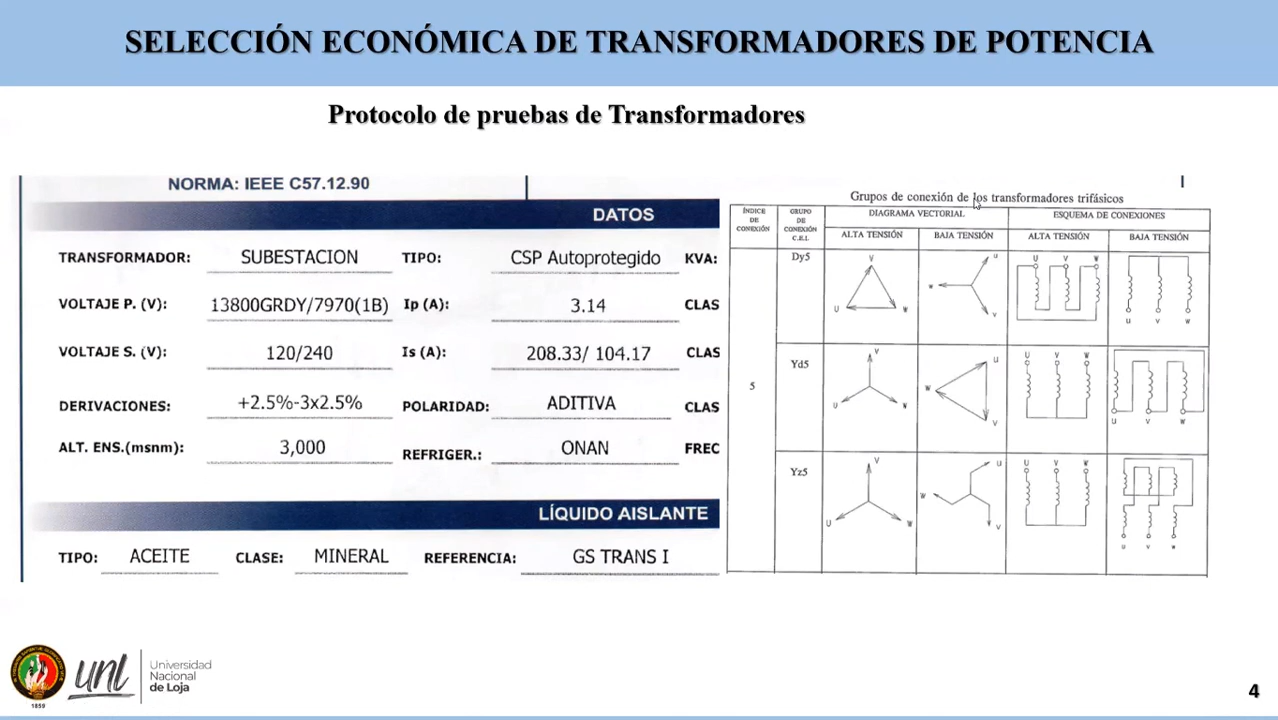 SELECCIÓN ECONÓMICA DE TRANSFORMADORES DE POTENCIA
Protocolo de pruebas de Transformadores
NORMA: IEEE C57.12.90
DATOS
TRANSFORMADOR: SUBESTACION TIPO: CSP Autoprotegido KVA:
VOLTAJE P. (V): 13800GRDY/7970(1B) Ip (A): 3.14 CLAS
VOLTAJE S. (V): 120/240 Is (A): 208.33/ 104.17 CLAS
DERIVACIONES: +2.5%-3x2.5% POLARIDAD: ADITIVA CLAS
ALT. ENS.(msnm): 3,000 REFRIGER.: ONAN FREC
LÍQUIDO AISLANTE
TIPO: ACEITE CLASE: MINERAL REFERENCIA: GS TRANS I
Grupos de conexión de los transformadores trifásicos
ÍNDICE DE CONEXIÓN
GRUPO DE CONEXIÓN C.E.I.
DIAGRAMA VECTORIAL
ESQUEMA DE CONEXIONES
ALTA TENSIÓN BAJA TENSIÓN ALTA TENSIÓN BAJA TENSIÓN
5
Dy5
V
U W
u
w
v
U V W
u v w
Yd5
V
U W
u
w
v
U V W
u v w
Yz5
V
U W
u
w
v
U V W
u v w
unl
Universidad
Nacional
de Loja
1859
4